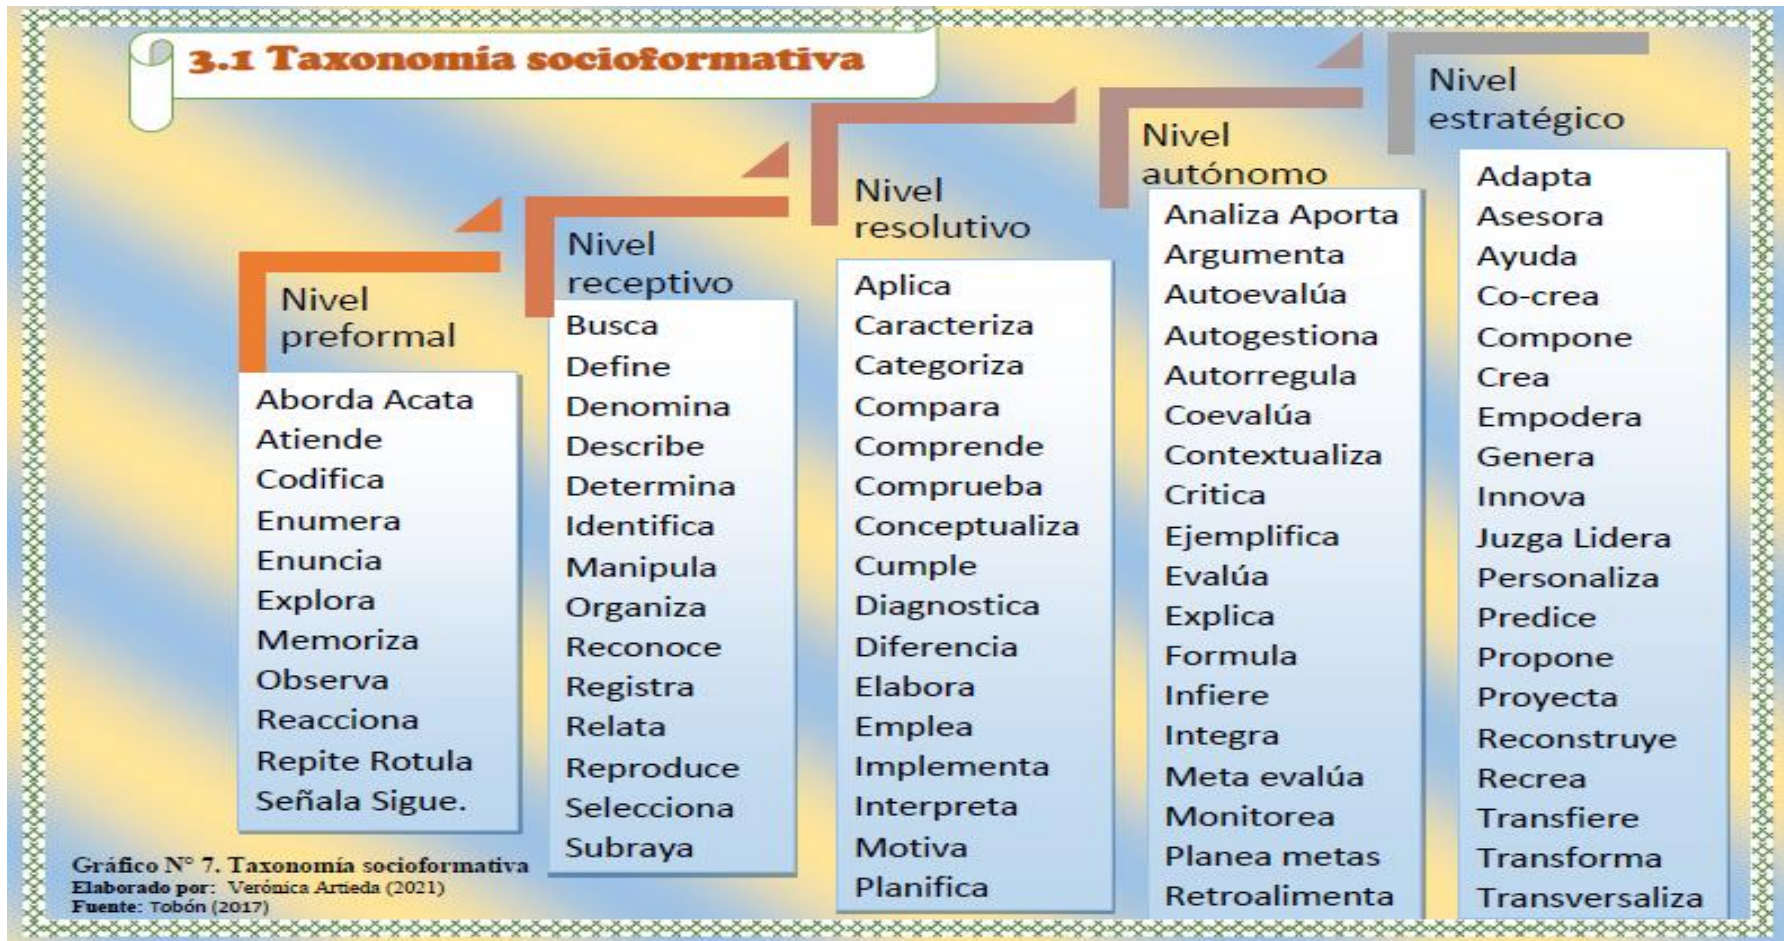 3.1 Taxonomía socioformativa
Nivel
preformal
Aborda Acata
Atiende
Codifica
Enumera
Enuncia
Explora
Memoriza
Observa
Reacciona
Repite Rotula
Señala Sigue.
Nivel
receptivo
Busca
Define
Denomina
Describe
Determina
Identifica
Manipula
Organiza
Reconoce
Registra
Relata
Reproduce
Selecciona
Subraya
Nivel
resolutivo
Aplica
Caracteriza
Categoriza
Compara
Comprende
Comprueba
Conceptualiza
Cumple
Diagnostica
Diferencia
Elabora
Emplea
Implementa
Interpreta
Motiva
Planifica
Nivel
autónomo
Analiza Aporta
Argumenta
Autoevalúa
Autogestiona
Autorregula
Coevalúa
Contextualiza
Critica
Ejemplifica
Evalúa
Explica
Formula
Infiere
Integra
Meta evalúa
Monitorea
Planea metas
Retroalimenta
Nivel
estratégico
Adapta
Asesora
Ayuda
Co-crea
Compone
Crea
Empodera
Genera
Innova
Juzga Lidera
Personaliza
Predice
Propone
Proyecta
Reconstruye
Recrea
Transfiere
Transforma
Transversaliza
Gráfico N° 7. Taxonomía socioformativa
Elaborado por: Verónica Artieda (2021)
Fuente: Tobón (2017)